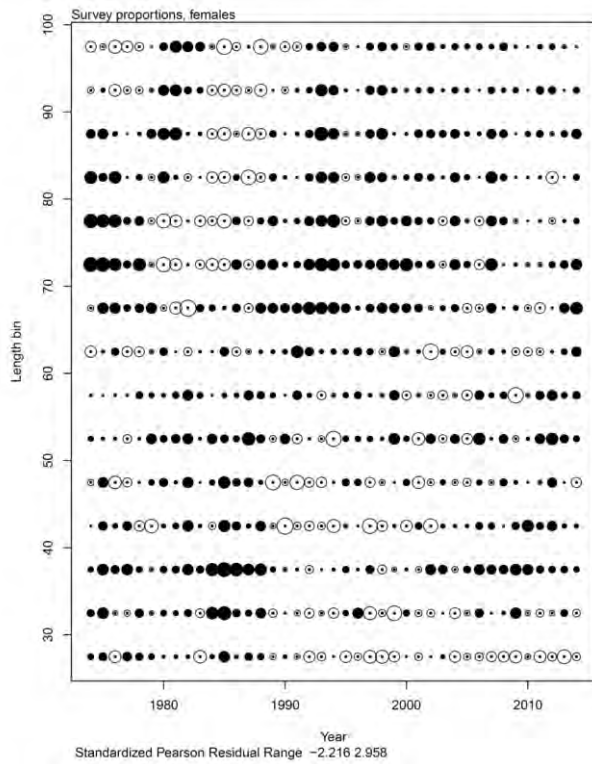 Survey proportions, females
100
90
80
70
60
50
40
30
Length bin
1980 1990 2000 2010
Year
Standardized Pearson Residual Range −2.216 2.958